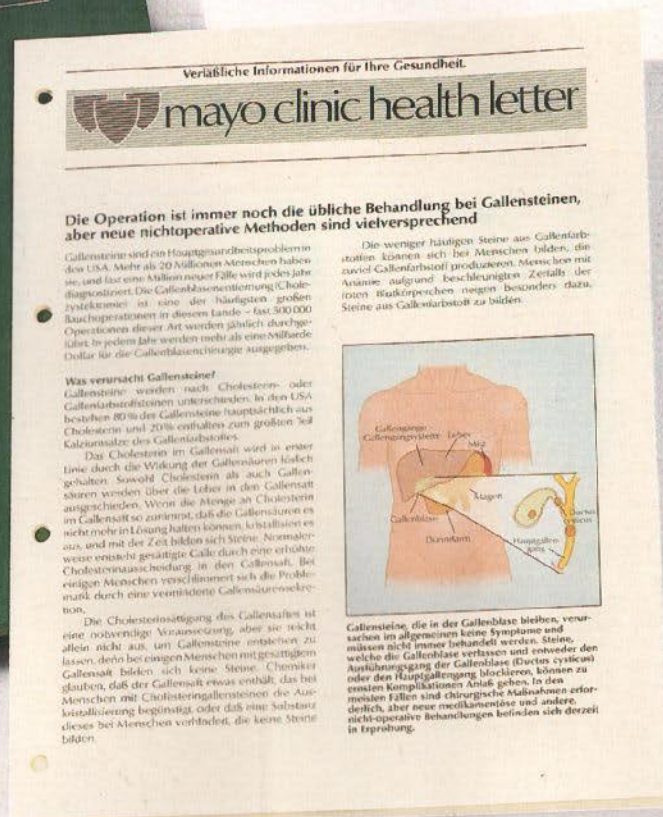 Verläßliche Informationen für Ihre Gesundheit.
mayo clinic health letter
Die Operation ist immer noch die übliche Behandlung bei Gallensteinen,
aber neue nichtoperative Methoden sind vielversprechend
Gallensteine sind ein Hauptgesundheitsproblem in
den USA. Mehr als 20 Millionen Menschen haben
sie, und fast eine Million neuer Fälle wird jedes Jahr
diagnostiziert. Die Gallenblasenentfernung (Chole-
zystektomie) ist eine der häufigsten großen
Bauchoperationen in diesem Lande – fast 500 000
Operationen dieser Art werden jährlich durchge-
führt. In jedem Jahr werden mehr als eine Milliarde
Dollar für die Gallenblasenchirurgie ausgegeben.
Was verursacht Gallensteine?
Gallensteine werden nach Cholesterin- oder
Gallenfarbstoffsteinen unterschieden. In den USA
bestehen 80 % der Gallensteine hauptsächlich aus
Cholesterin und 20 % enthalten zum großen Teil
Kalziumsalze des Gallenfarbstoffes.
Das Cholesterin im Gallensaft wird in erster
Linie durch die Wirkung der Gallensäuren löslich
gehalten. Sowohl Cholesterin als auch Gallen-
säuren werden über die Leber in den Gallensaft
ausgeschieden. Wenn die Menge an Cholesterin
im Gallensaft so zunimmt, daß die Gallensäuren es
nicht mehr in Lösung halten können, kristallisien es
aus, und mit der Zeit bilden sich Steine. Normaler-
weise entsteht gesättigte Galle durch eine erhöhte
Cholesterinausscheidung in den Gallensaft. Bei
einigen Menschen verschlimmert sich die Proble-
matik durch eine verminderte Gallensäurensekre-
tion.
Die Cholesterinsättigung des Gallensaftes ist
eine notwendige Voraussetzung, aber sie reicht
allein nicht aus, um Gallensteine entstehen zu
lassen, denn bei einigen Menschen mit gesättigtem
Gallensaft bilden sich keine Steine. Chemiker
glauben, daß der Gallensaft etwas enthält, das bei
Menschen mit Cholesteringallensteinen die Aus-
kristallisierung begünstigt, oder daß eine Substanz
dieses bei Menschen verhindert, die keine Steine
bilden.
Die weniger häufigen Steine aus Gallenfarb-
stoffen können sich bei Menschen bilden, die
zuviel Gallenfarbstoff produzieren. Menschen mit
Anämie aufgrund beschleunigten Zerfalls der
roten Blutkörperchen neigen besonders dazu,
Steine aus Gallenfarbstoff zu bilden.
Gallengänge
Gallengangsystem
Leber
Milz
Magen
Gallenblase
Dünndarm
Ductus
cysticus
Hauptgallen-
gang
Gallensteine, die in der Gallenblase bleiben, verur-
sachen im allgemeinen keine Symptome und
müssen nicht immer behandelt werden. Steine,
welche die Gallenblase verlassen und entweder den
Ausführungsgang der Gallenblase (Ductus cysticus)
oder den Hauptgallengang blockieren, können zu
ernsten Komplikationen Anlaß geben. In den
meisten Fällen sind chirurgische Maßnahmen erfor-
derlich, aber neue medikamentöse und andere,
nicht-operative Behandlungen befinden sich derzeit
in Erprobung.